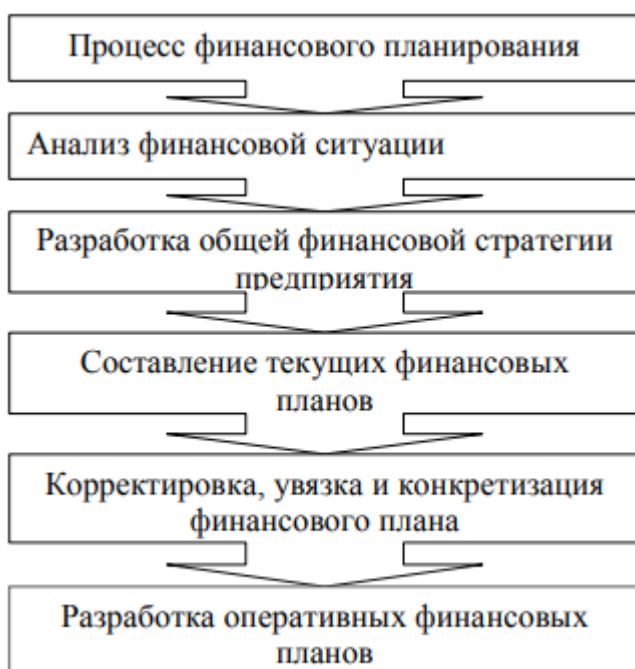 Процесс финансового планирования
Анализ финансовой ситуации
Разработка общей финансовой стратегии
предприятия
Составление текущих финансовых
планов
Корректировка, увязка и конкретизация
финансового плана
Разработка оперативных финансовых
планов